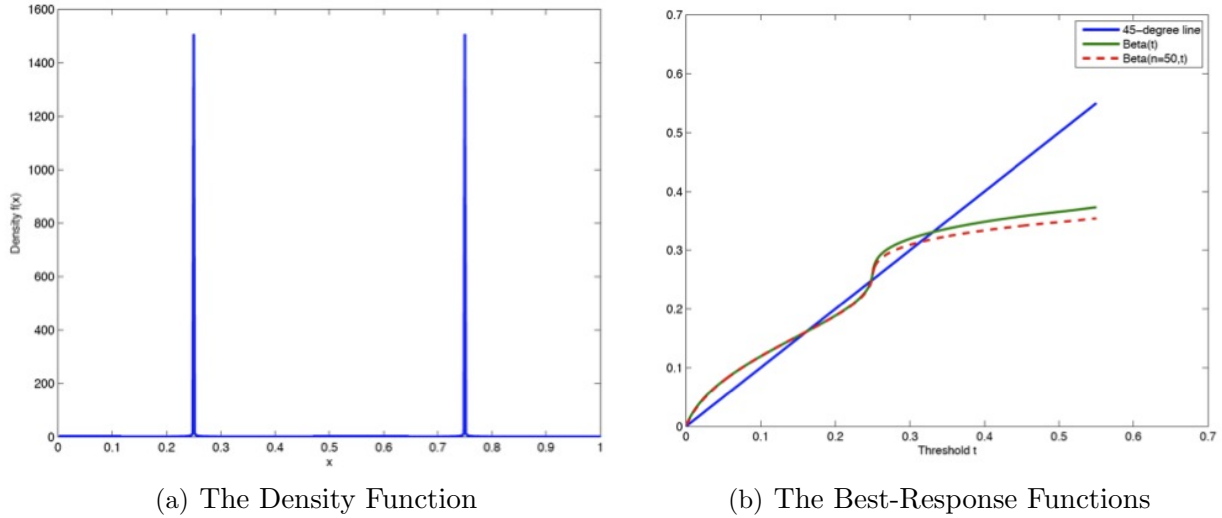 1600
1400
1200
1000
800
600
400
200
0
Density f(x)
0 0.1 0.2 0.3 0.4 0.5 0.6 0.7 0.8 0.9 1
x
(a) The Density Function
0.7
0.6
0.5
0.4
0.3
0.2
0.1
0
45-degree line
Beta(t)
Beta(n=50,t)
0 0.1 0.2 0.3 0.4 0.5 0.6 0.7
Threshold t
(b) The Best-Response Functions